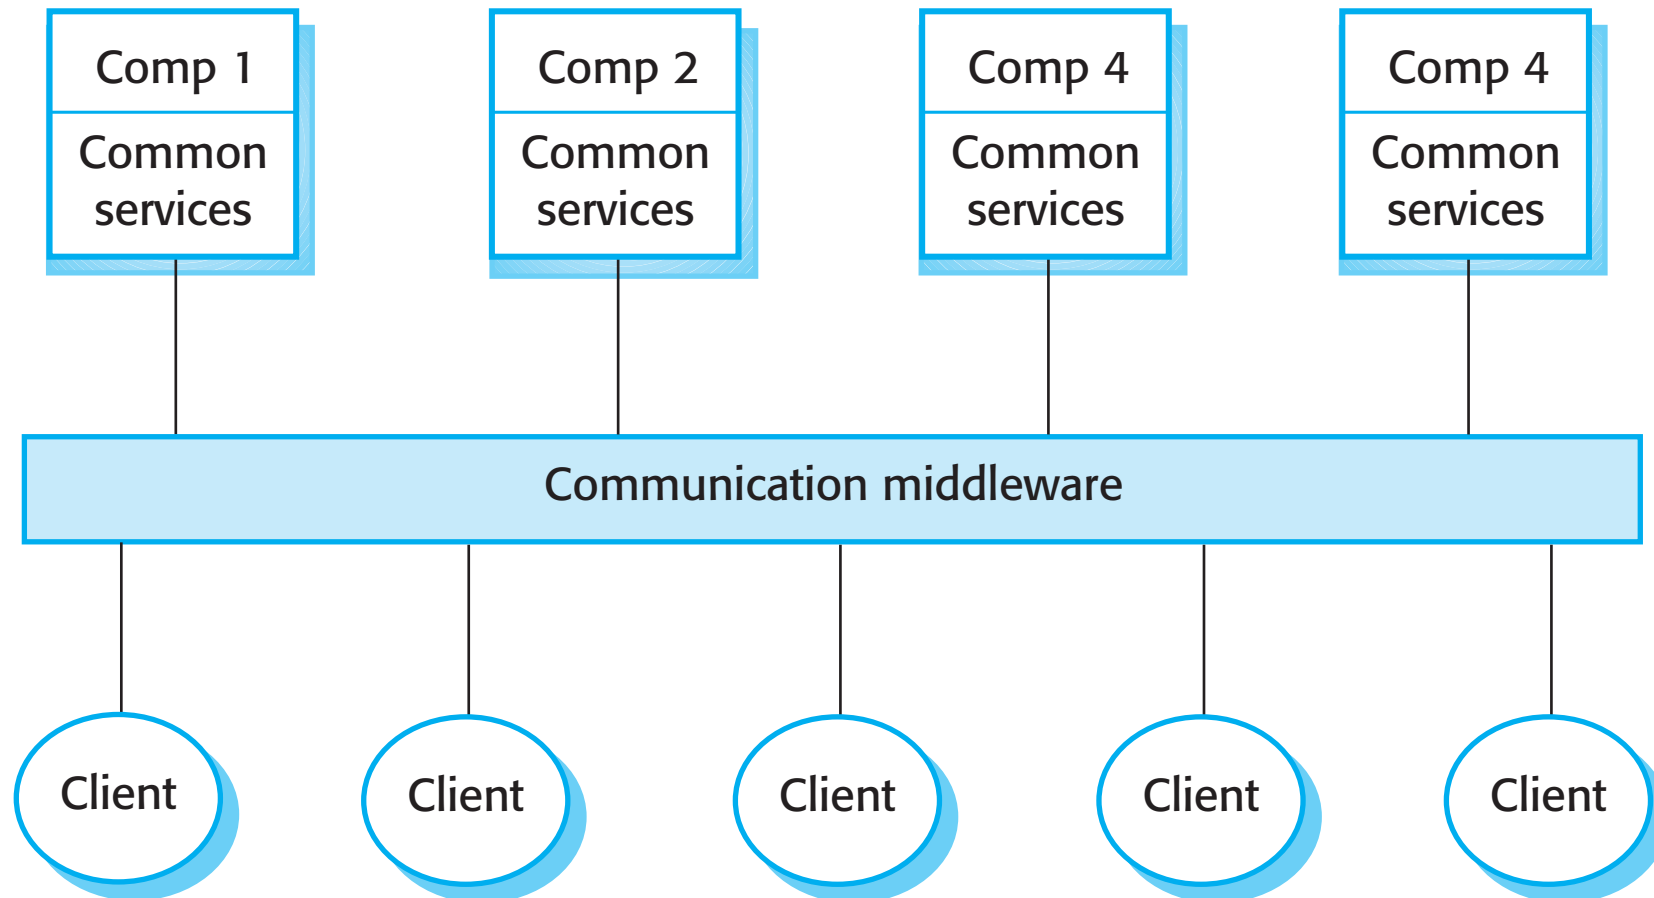 Comp 1
Common
services
Comp 2
Common
services
Comp 4
Common
services
Comp 4
Common
services
Communication middleware
Client
Client
Client
Client
Client